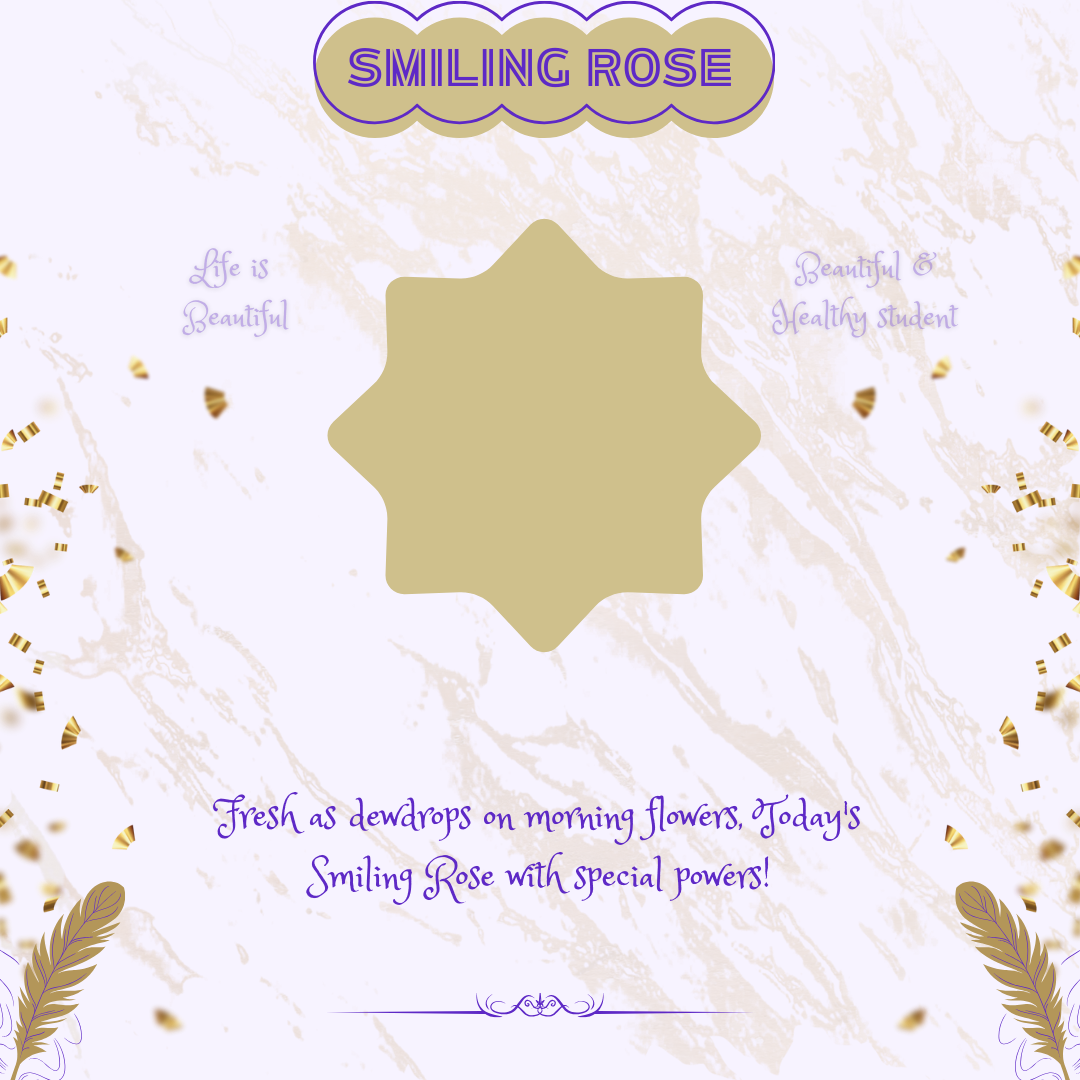 SMILING ROSE
Life is
Beautiful
Beautiful &
Healthy student
Fresh as dewdrops on morning flowers, Today's
Smiling Rose with special powers!